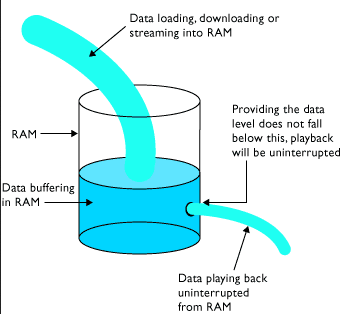 Data loading, downloading or
streaming into RAM
Providing the data
level does not fall
below this, playback
will be uninterrupted
RAM
Data buffering
in RAM
Data playing back
uninterrupted
from RAM